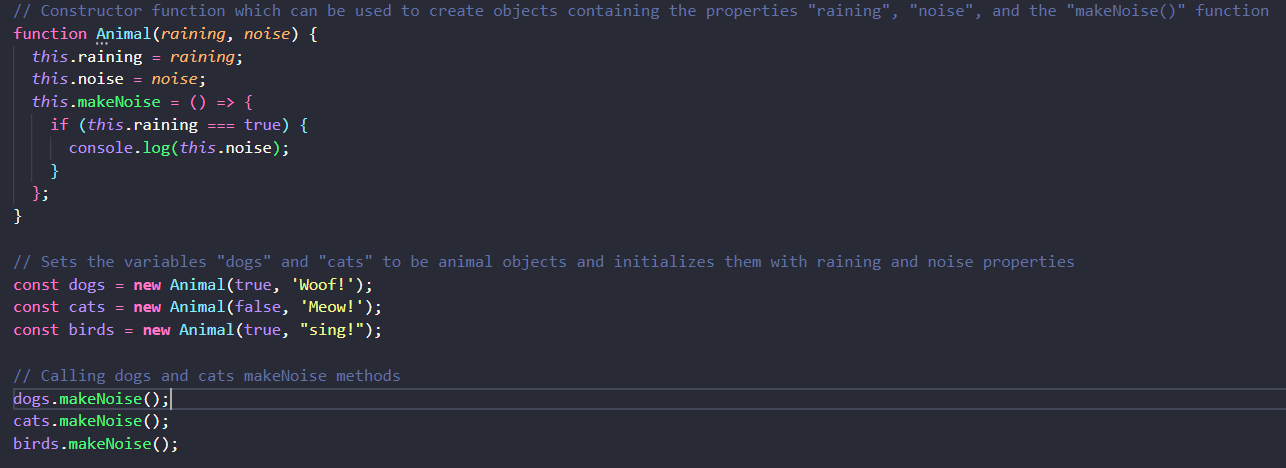 // Constructor function which can be used to create objects containing the properties "raining", "noise", and the "makeNoise()" function
function Animal(raining, noise) {
  this.raining = raining;
  this.noise = noise;
  this.makeNoise = () => {
    if (this.raining === true) {
      console.log(this.noise);
    }
  };
}

// Sets the variables "dogs" and "cats" to be animal objects and initializes them with raining and noise properties
const dogs = new Animal(true, 'Woof!');
const cats = new Animal(false, 'Meow!');
const birds = new Animal(true, "sing!");

// Calling dogs and cats makeNoise methods
dogs.makeNoise();
cats.makeNoise();
birds.makeNoise();